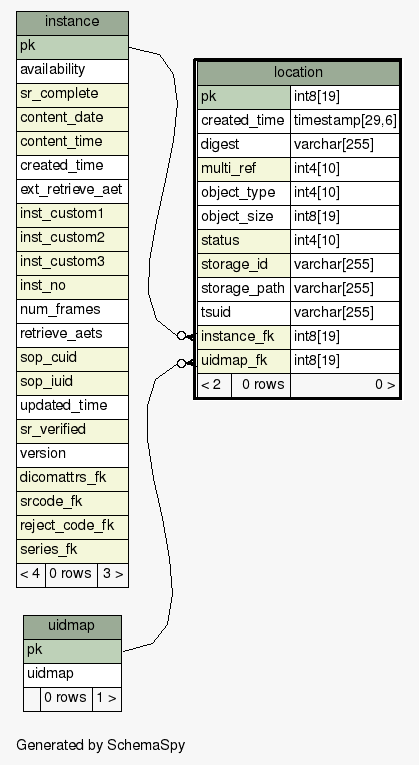 instance
pk
availability
sr_complete
content_date
content_time
created_time
ext_retrieve_aet
inst_custom1
inst_custom2
inst_custom3
inst_no
num_frames
retrieve_aets
sop_cuid
sop_iuid
updated_time
sr_verified
version
dicomattrs_fk
srcode_fk
reject_code_fk
series_fk
< 4 0 rows 3 >
location
pk int8[19]
created_time timestamp[29,6]
digest varchar[255]
multi_ref int4[10]
object_type int4[10]
object_size int8[19]
status int4[10]
storage_id varchar[255]
storage_path varchar[255]
tsuid varchar[255]
instance_fk int8[19]
uidmap_fk int8[19]
< 2 0 rows 0 >
uidmap
pk
uidmap
0 rows 1 >
Generated by SchemaSpy